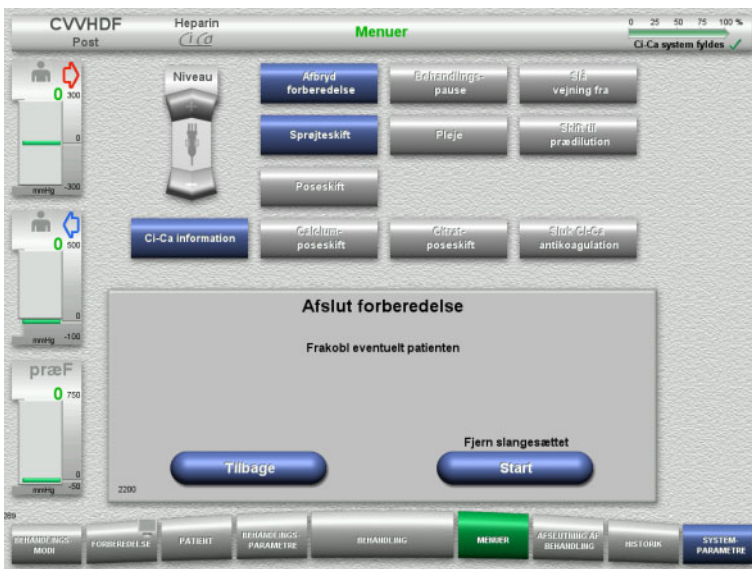 CVVHDF
Post
Heparin
CiCa
Menuer
0 25 50 75 100 %
Ci-Ca system fyldes
0
300
0
-300
mmHg
Niveau
Afbryd
forberedelse
Behandlings-
pause
Slå
vejning fra
Sprøjteskift
Pleje
Skift til
prædilution
Poseskift
0
500
0
-100
mmHg
Ci-Ca information
Calcium-
poseskift
Citrat-
poseskift
Sluk Ci-Ca
antikoagulation
Afslut forberedelse
Frakobl eventuelt patienten
præF
0
750
0
-50
mmHg
Fjern slangesættet
Tilbage
Start
2200
BEHANDLINGS-
MODI
FORBEREDELSE
PATIENT
BEHANDLINGS-
PARAMETRE
BEHANDLING
MENUER
AFSLUTNING AF
BEHANDLING
HISTORIK
SYSTEM-
PARAMETRE